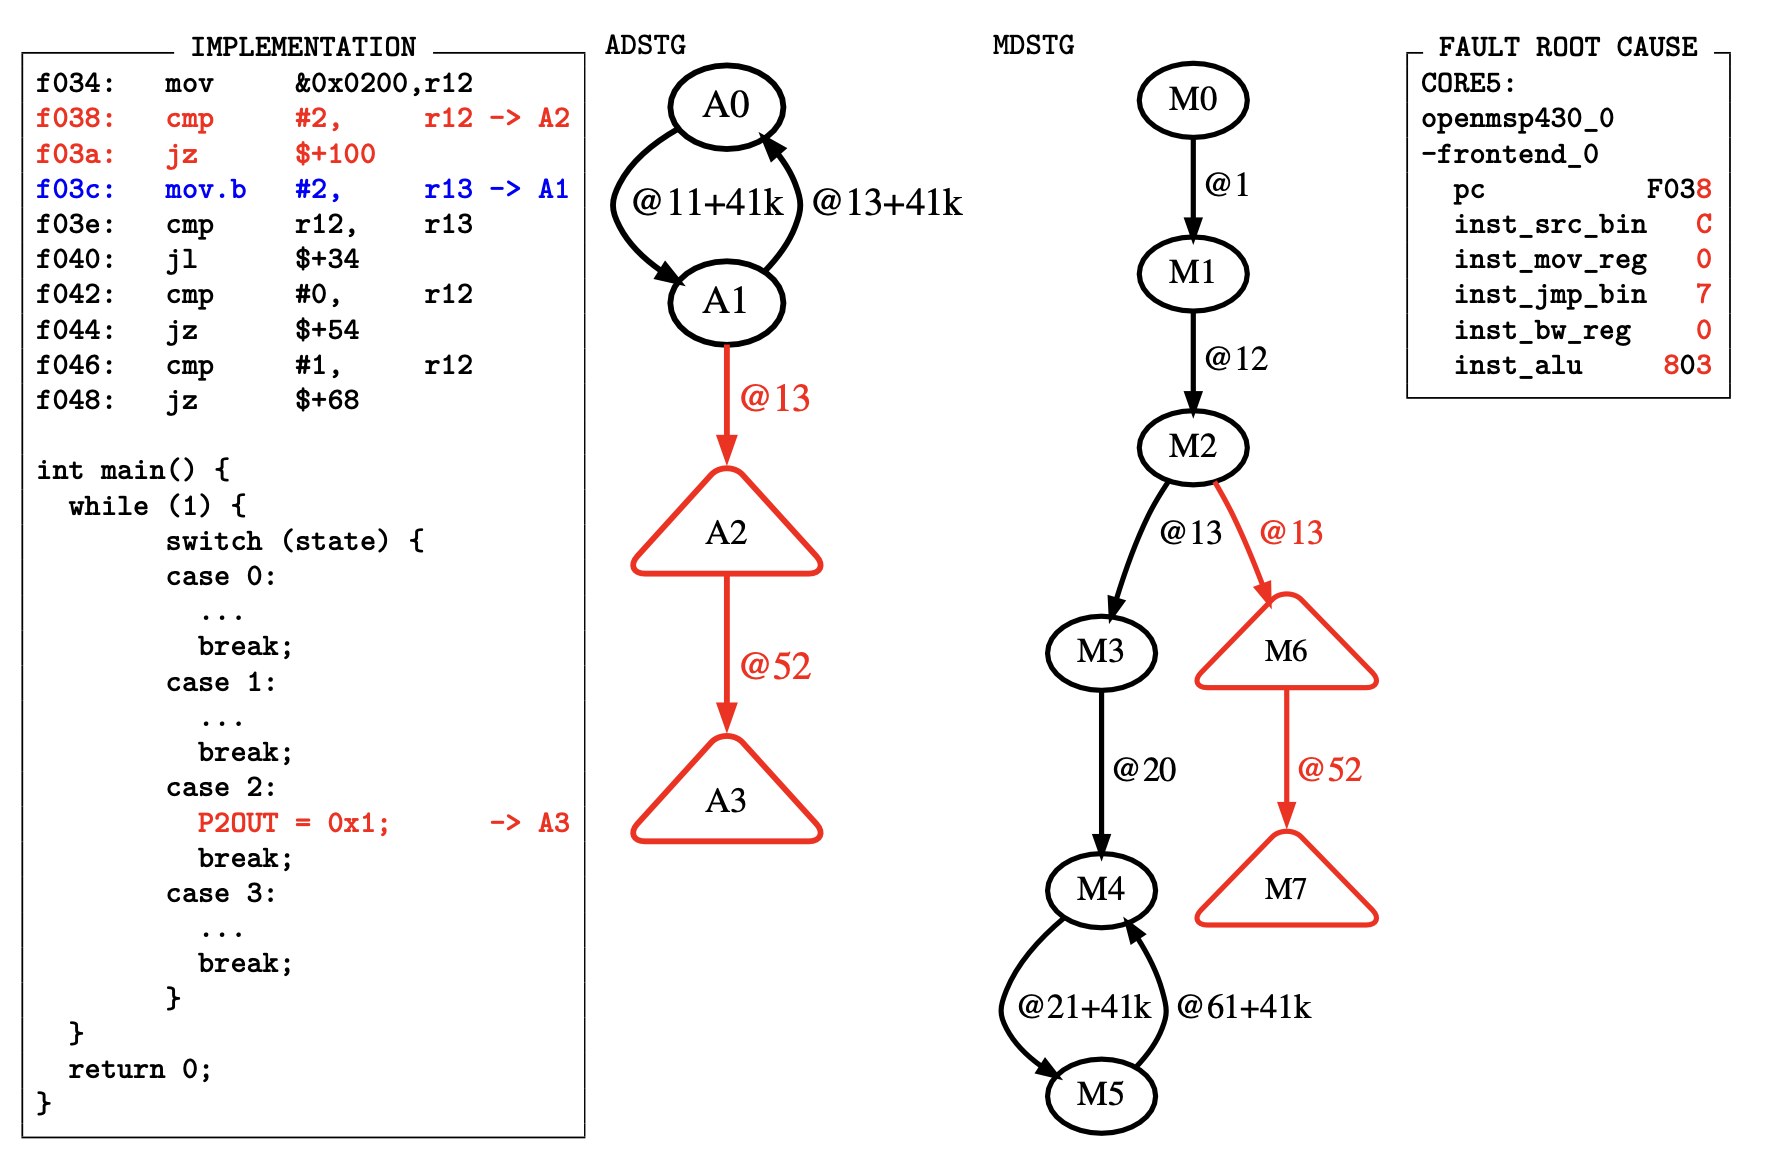 IMPLEMENTATION
f034: mov &0x0200,r12
f038: cmp #2, r12 -> A2
f03a: jz $+100
f03c: mov.b #2, r13 -> A1
f03e: cmp r12, r13
f040: jl $+34
f042: cmp #0, r12
f044: jz $+54
f046: cmp #1, r12
f048: jz $+68
int main() {
while (1) {
switch (state) {
case 0:
...
break;
case 1:
...
break;
case 2:
P2OUT = 0x1; -> A3
break;
case 3:
...
break;
}
}
return 0;
}
ADSTG
A0
@11+41k
@13+41k
A1
@13
A2
@52
A3
MDSTG
M0
@1
M1
@12
M2
@13
@13
M3
M6
@20
@52
M4
M7
@21+41k
@61+41k
M5
FAULT ROOT CAUSE
CORE5:
openmsp430_0
-frontend_0
pc F038
inst_src_bin C
inst_mov_reg 0
inst_jmp_bin 7
inst_bw_reg 0
inst_alu 803